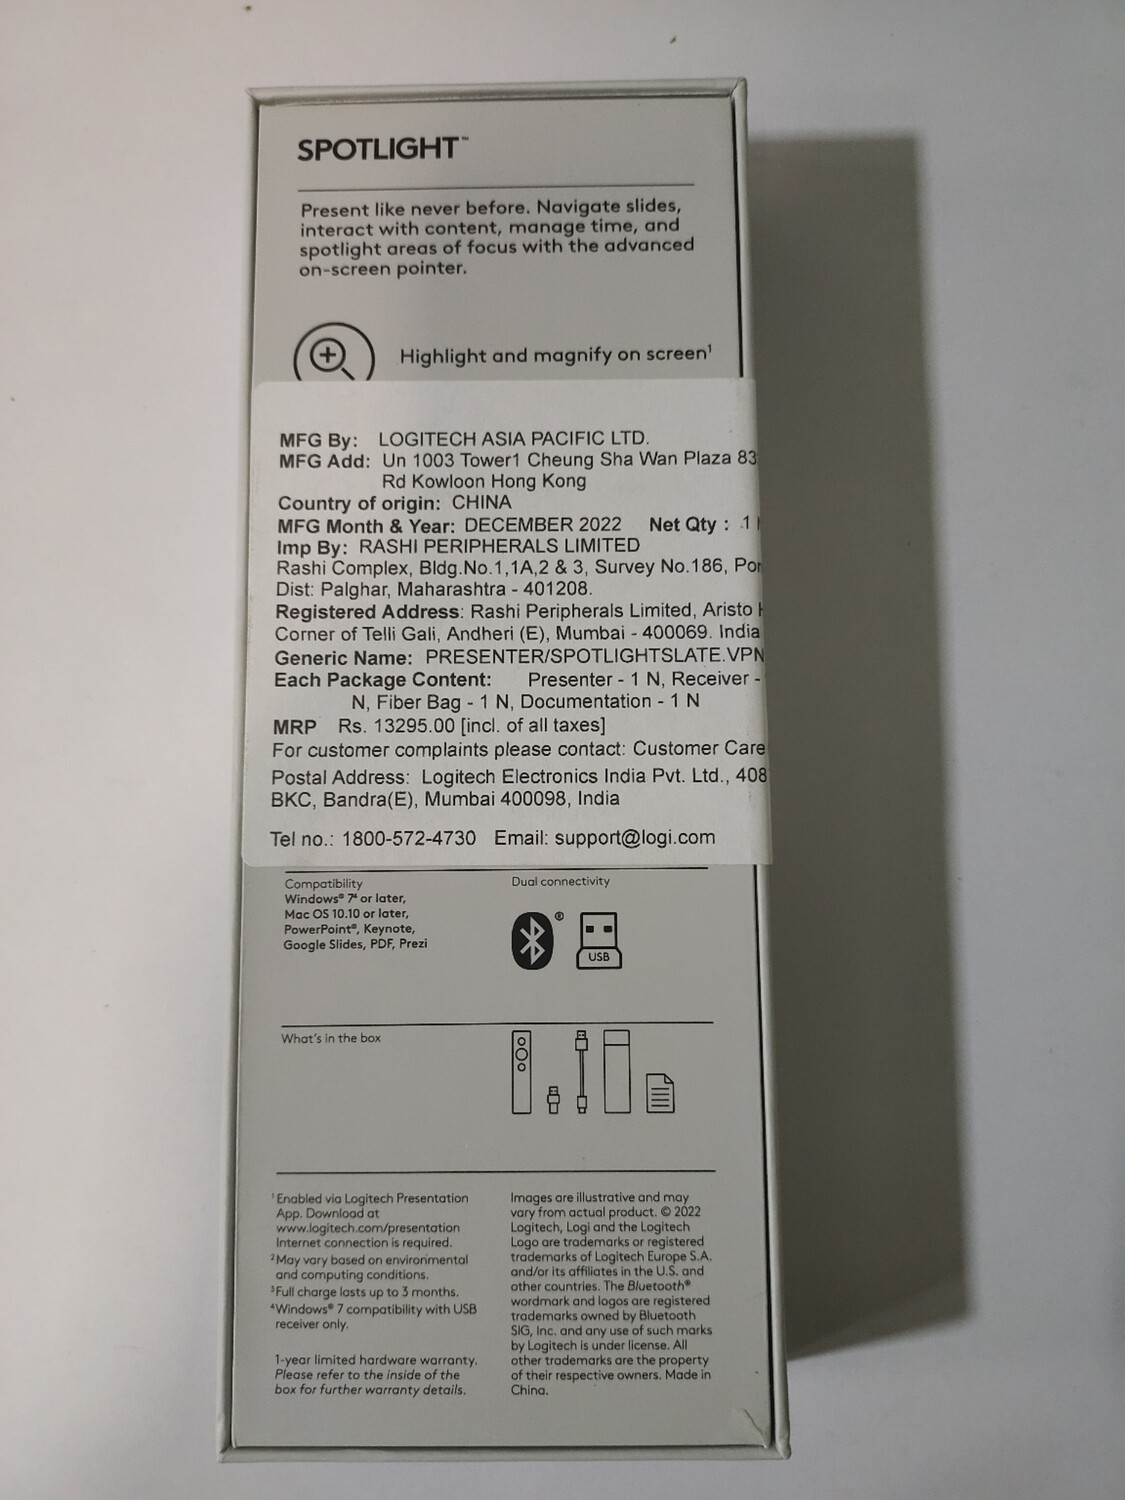 SPOTLIGHT™
Present like never before. Navigate slides,
interact with content, manage time, and
spotlight areas of focus with the advanced
on-screen pointer.
Highlight and magnify on screen¹
MFG By: LOGITECH ASIA PACIFIC LTD.
MFG Add: Un 1003 Tower1 Cheung Sha Wan Plaza 83
Rd Kowloon Hong Kong
Country of origin: CHINA
MFG Month & Year: DECEMBER 2022 Net Qty : 1
Imp By: RASHI PERIPHERALS LIMITED
Rashi Complex, Bldg.No.1,1A,2 & 3, Survey No.186,
Dist: Palghar, Maharashtra - 401208.
Registered Address: Rashi Peripherals Limited, Aristo
Corner of Telli Gali, Andheri (E), Mumbai - 400069. India
Generic Name: PRESENTER/SPOTLIGHTSLATE.VPN
Each Package Content: Presenter - 1 N, Receiver -
N, Fiber Bag - 1 N, Documentation - 1 N
MRP Rs. 13295.00 [incl. of all taxes]
For customer complaints please contact: Customer Care
Postal Address: Logitech Electronics India Pvt. Ltd., 408
BKC, Bandra(E), Mumbai 400098, India
Tel no.: 1800-572-4730 Email: support@logi.com
Compatibility
Windows® 7⁴ or later,
Mac OS 10.10 or later,
PowerPoint®, Keynote,
Google Slides, PDF, Prezi
Dual connectivity
®
USB
What's in the box
¹Enabled via Logitech Presentation
App. Download at
www.logitech.com/presentation
Internet connection is required.
²May vary based on environmental
and computing conditions.
³Full charge lasts up to 3 months.
⁴Windows® 7 compatibility with USB
receiver only.
1-year limited hardware warranty.
Please refer to the inside of the
box for further warranty details.
Images are illustrative and may
vary from actual product. © 2022
Logitech, Logi and the Logitech
Logo are trademarks or registered
trademarks of Logitech Europe S.A.
and/or its affiliates in the U.S. and
other countries. The Bluetooth®
wordmark and logos are registered
trademarks owned by Bluetooth
SIG, Inc. and any use of such marks
by Logitech is under license. All
other trademarks are the property
of their respective owners. Made in
China.